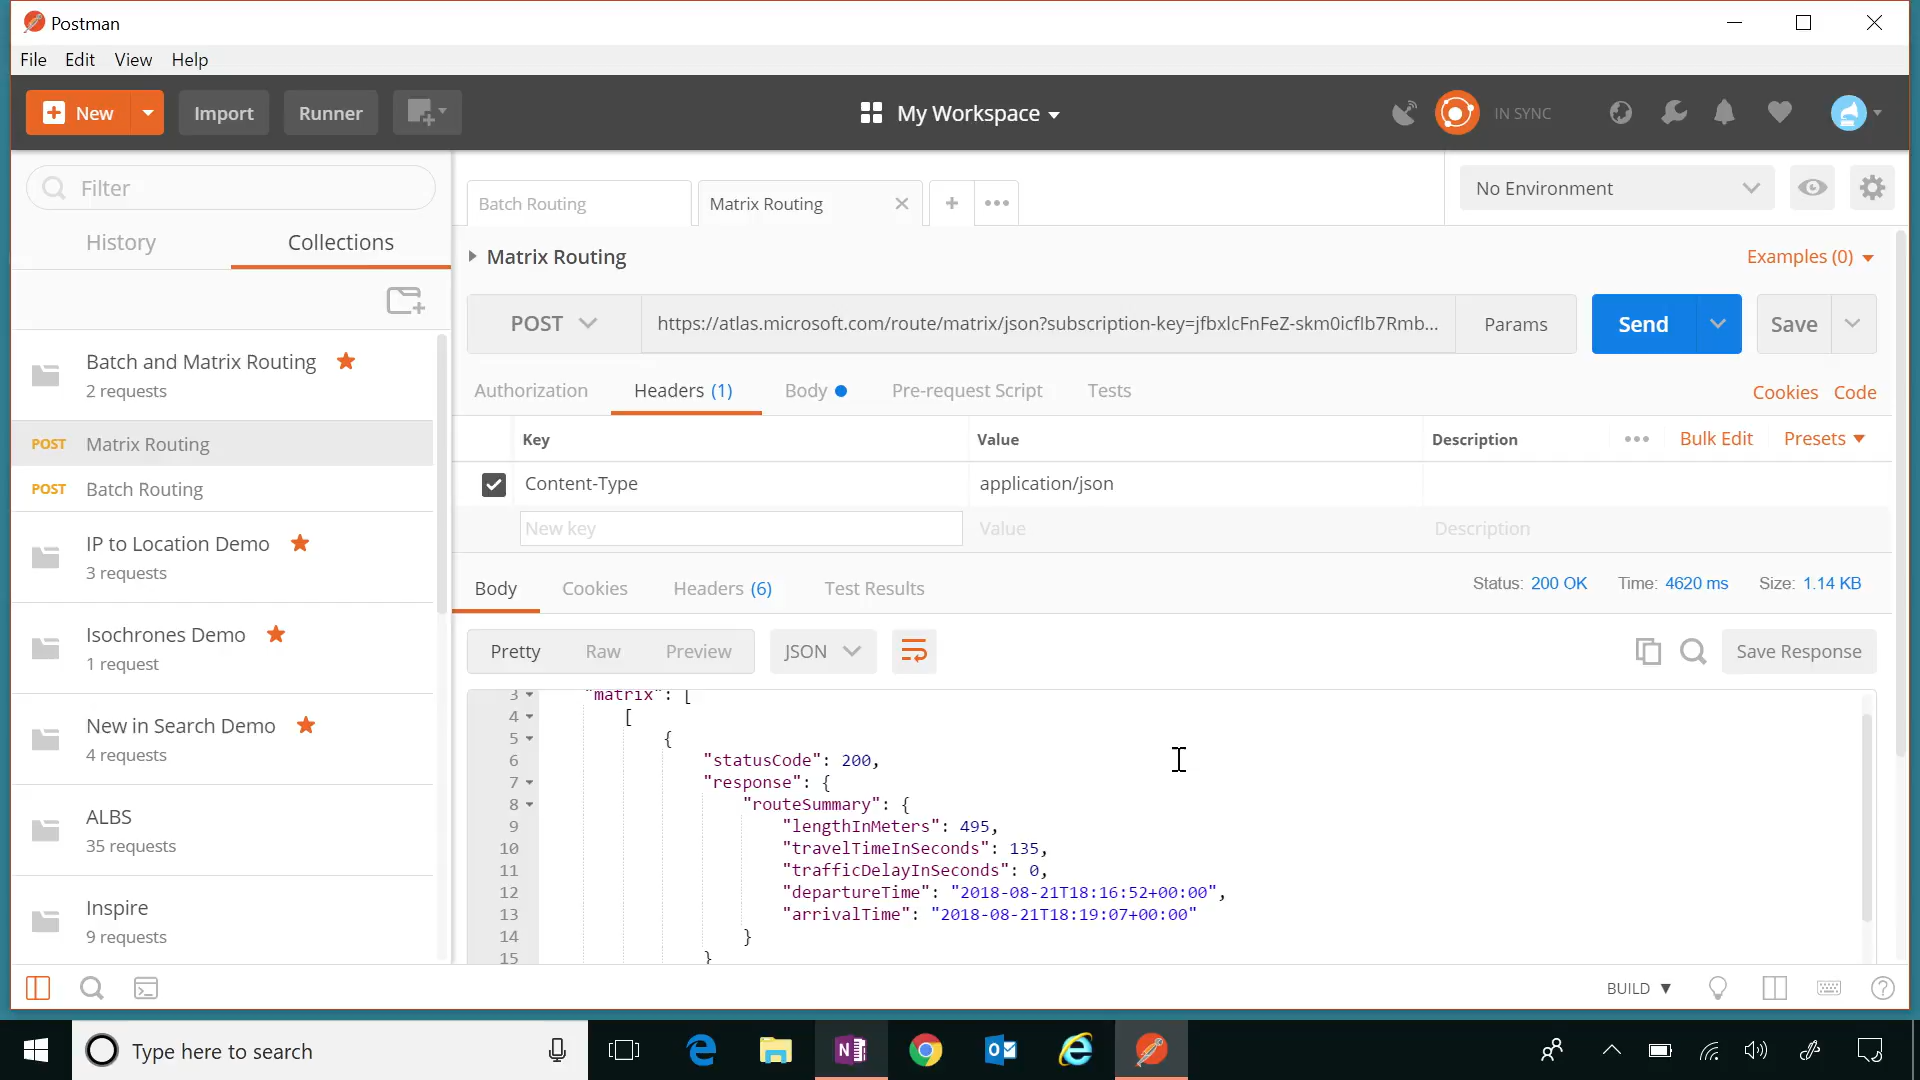 Postman
File Edit View Help
New Import Runner My Workspace IN SYNC
Filter
History Collections
Batch and Matrix Routing
2 requests
POST Matrix Routing
POST Batch Routing
IP to Location Demo
3 requests
Isochrones Demo
1 request
New in Search Demo
4 requests
ALBS
35 requests
Inspire
9 requests
Batch Routing Matrix Routing + •••
No Environment
Matrix Routing
Examples (0)
POST https://atlas.microsoft.com/route/matrix/json?subscription-key=jfbxlcFnFeZ-skm0icfIb7Rmb... Params Send Save
Authorization Headers (1) Body Pre-request Script Tests Cookies Code
Key Value Description ••• Bulk Edit Presets
Content-Type application/json
New key Value Description
Body Cookies Headers (6) Test Results Status: 200 OK Time: 4620 ms Size: 1.14 KB
Pretty Raw Preview JSON Save Response
3 "matrix": [
4 [
5 {
6 "statusCode": 200,
7 "response": {
8 "routeSummary": {
9 "lengthInMeters": 495,
10 "travelTimeInSeconds": 135,
11 "trafficDelayInSeconds": 0,
12 "departureTime": "2018-08-21T18:16:52+00:00",
13 "arrivalTime": "2018-08-21T18:19:07+00:00"
14 }
15 }
BUILD
Type here to search